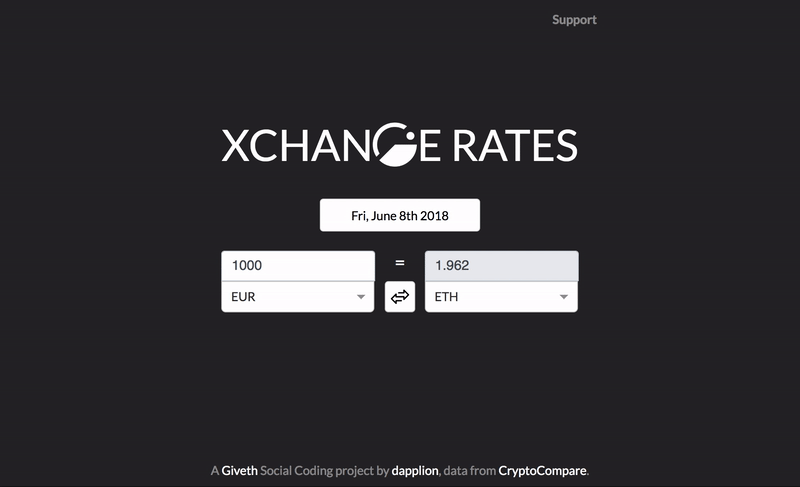 Support
XCHANGE RATES
Fri, June 8th 2018
1000 = 1.962
EUR ETH
A Giveth Social Coding project by dapplion, data from CryptoCompare.